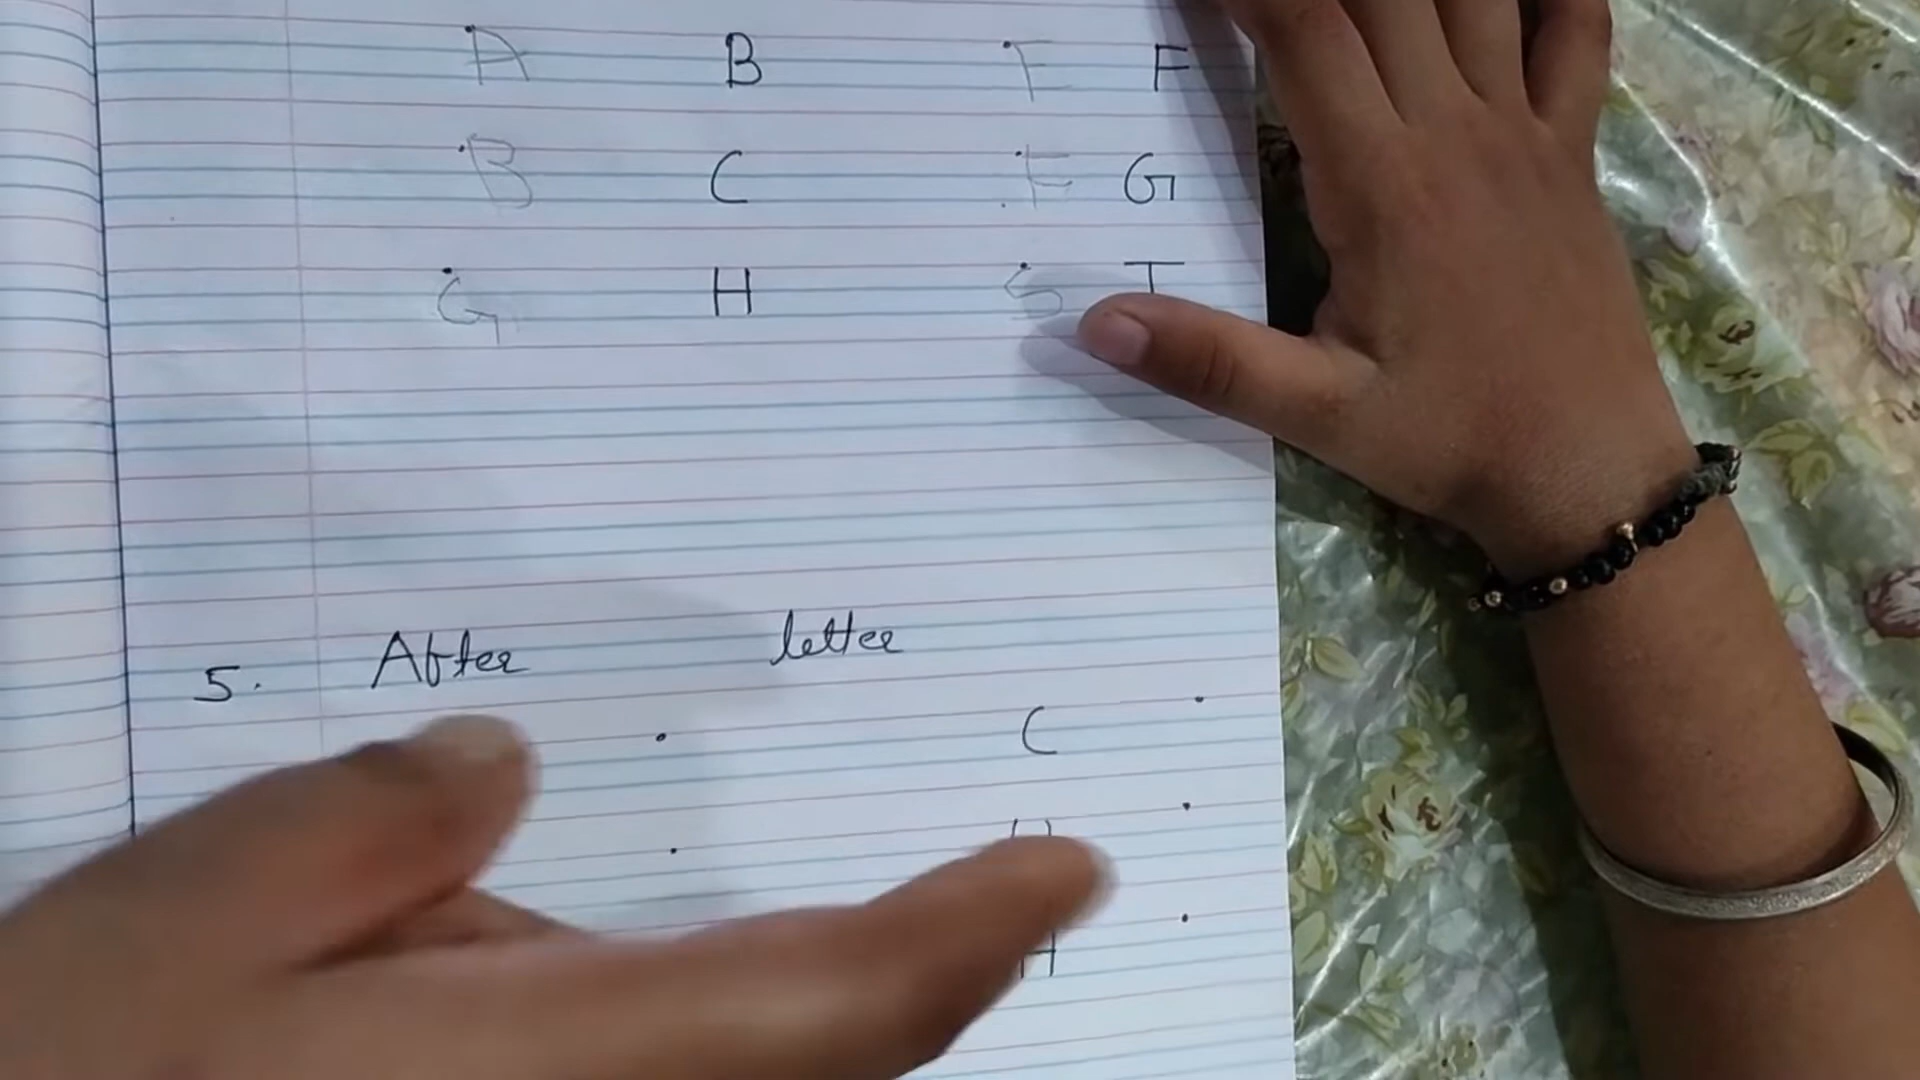 A B E F
B C F G
G H S T
5. After letter
C
H